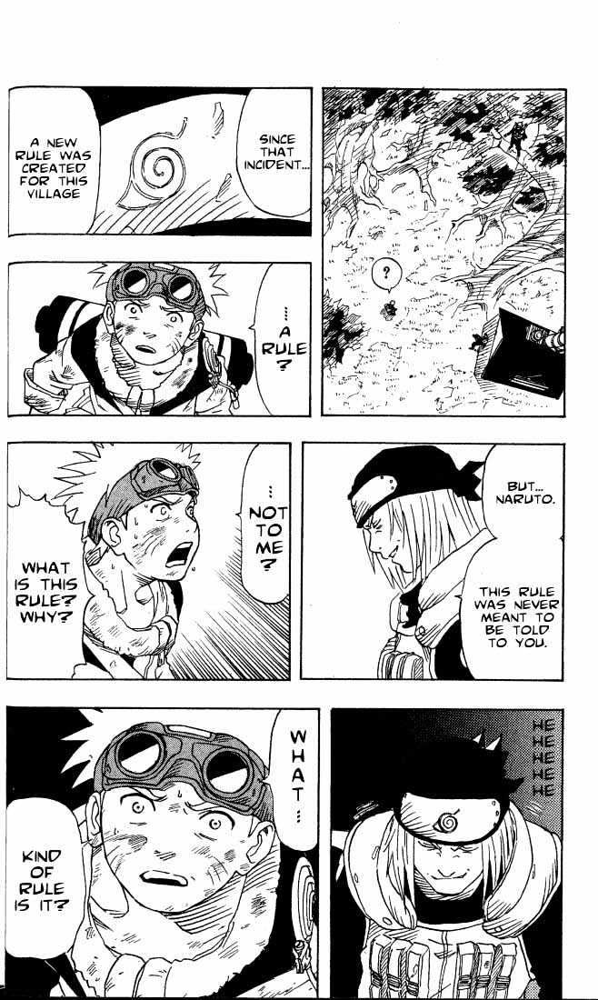 ?
SINCE
THAT
INCIDENT...
A NEW
RULE WAS
CREATED
FOR THIS
VILLAGE
...
A
RULE
?
BUT...
NARUTO.
THIS RULE
WAS NEVER
MEANT TO
BE TOLD
TO YOU.
...
NOT
TO
ME
?
WHAT
IS THIS
RULE?
WHY?
HE
HE
HE
HE
HE
WHAT
...
KIND
OF
RULE
IS IT?